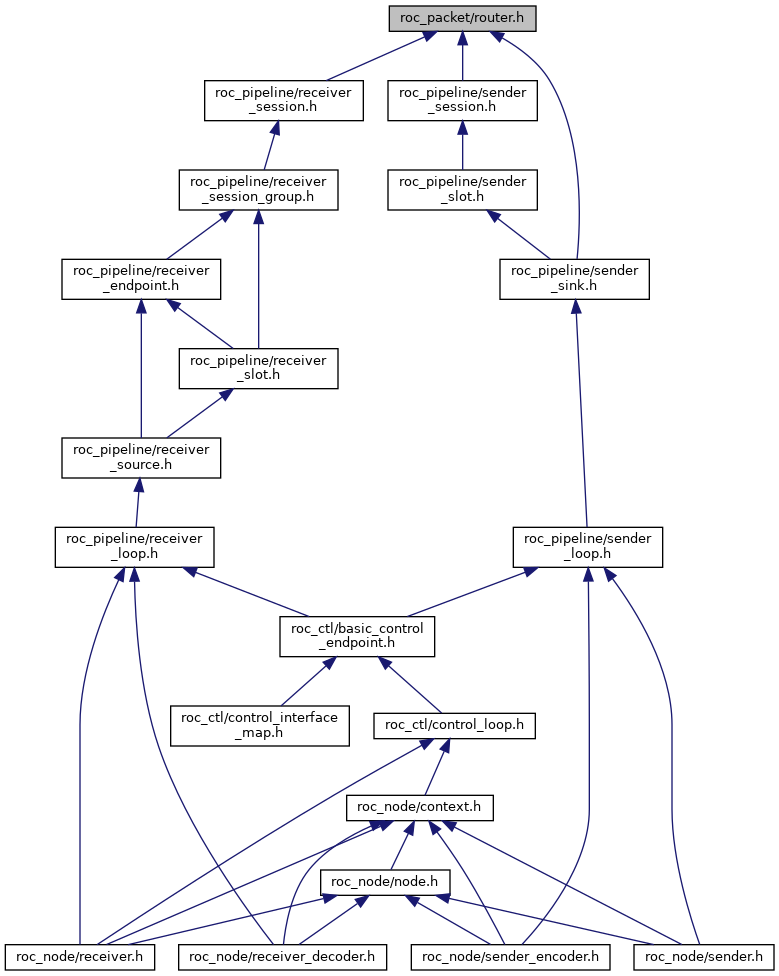 roc_packet/router.h
roc_pipeline/receiver
_session.h
roc_pipeline/sender
_session.h
roc_pipeline/receiver
_session_group.h
roc_pipeline/sender
_slot.h
roc_pipeline/receiver
_endpoint.h
roc_pipeline/sender
_sink.h
roc_pipeline/receiver
_slot.h
roc_pipeline/receiver
_source.h
roc_pipeline/receiver
_loop.h
roc_pipeline/sender
_loop.h
roc_ctl/basic_control
_endpoint.h
roc_ctl/control_interface
_map.h
roc_ctl/control_loop.h
roc_node/context.h
roc_node/node.h
roc_node/receiver.h
roc_node/receiver_decoder.h
roc_node/sender_encoder.h
roc_node/sender.h